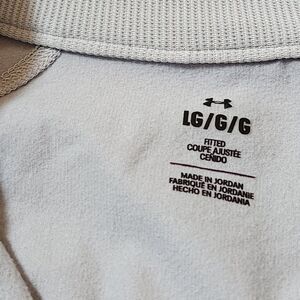 LG/G/G
FITTED
COUPE AJUSTÉE
CEÑIDO
MADE IN JORDAN
FABRIQUÉ EN JORDANIE
HECHO EN JORDANIA